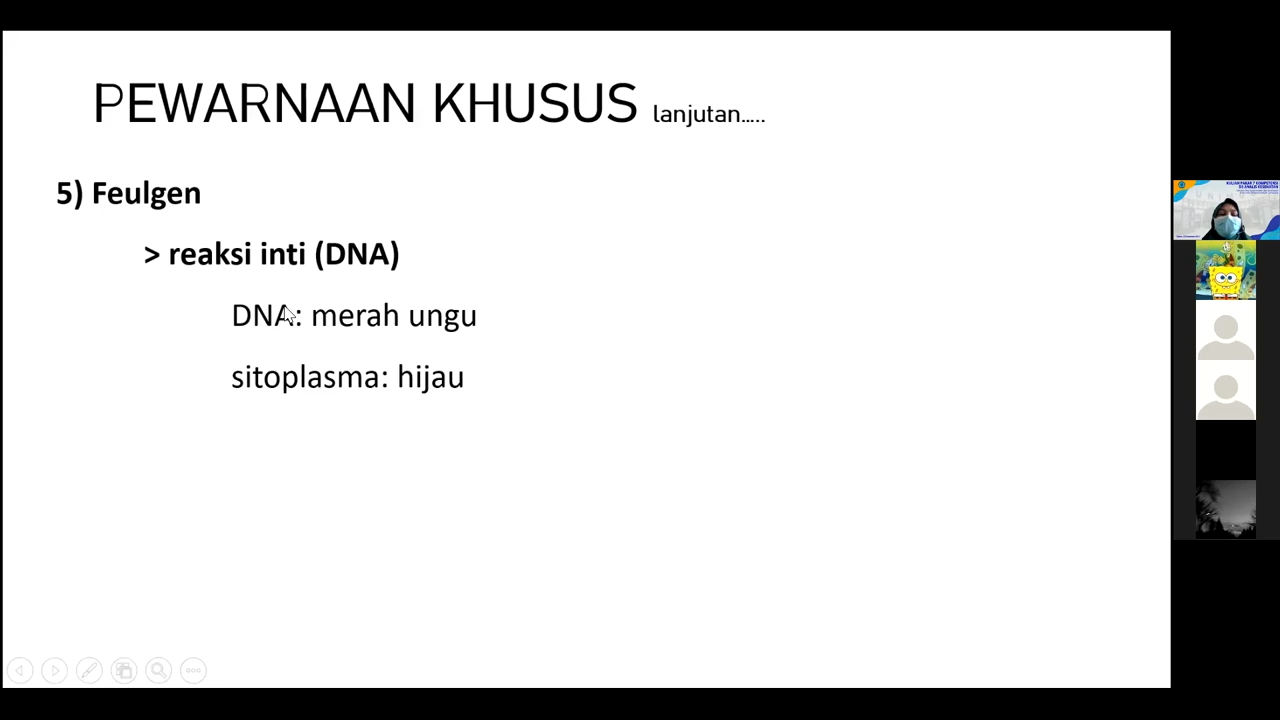 PEWARNAAN KHUSUS lanjutan.....
5) Feulgen
> reaksi inti (DNA)
DNA: merah ungu
sitoplasma: hijau